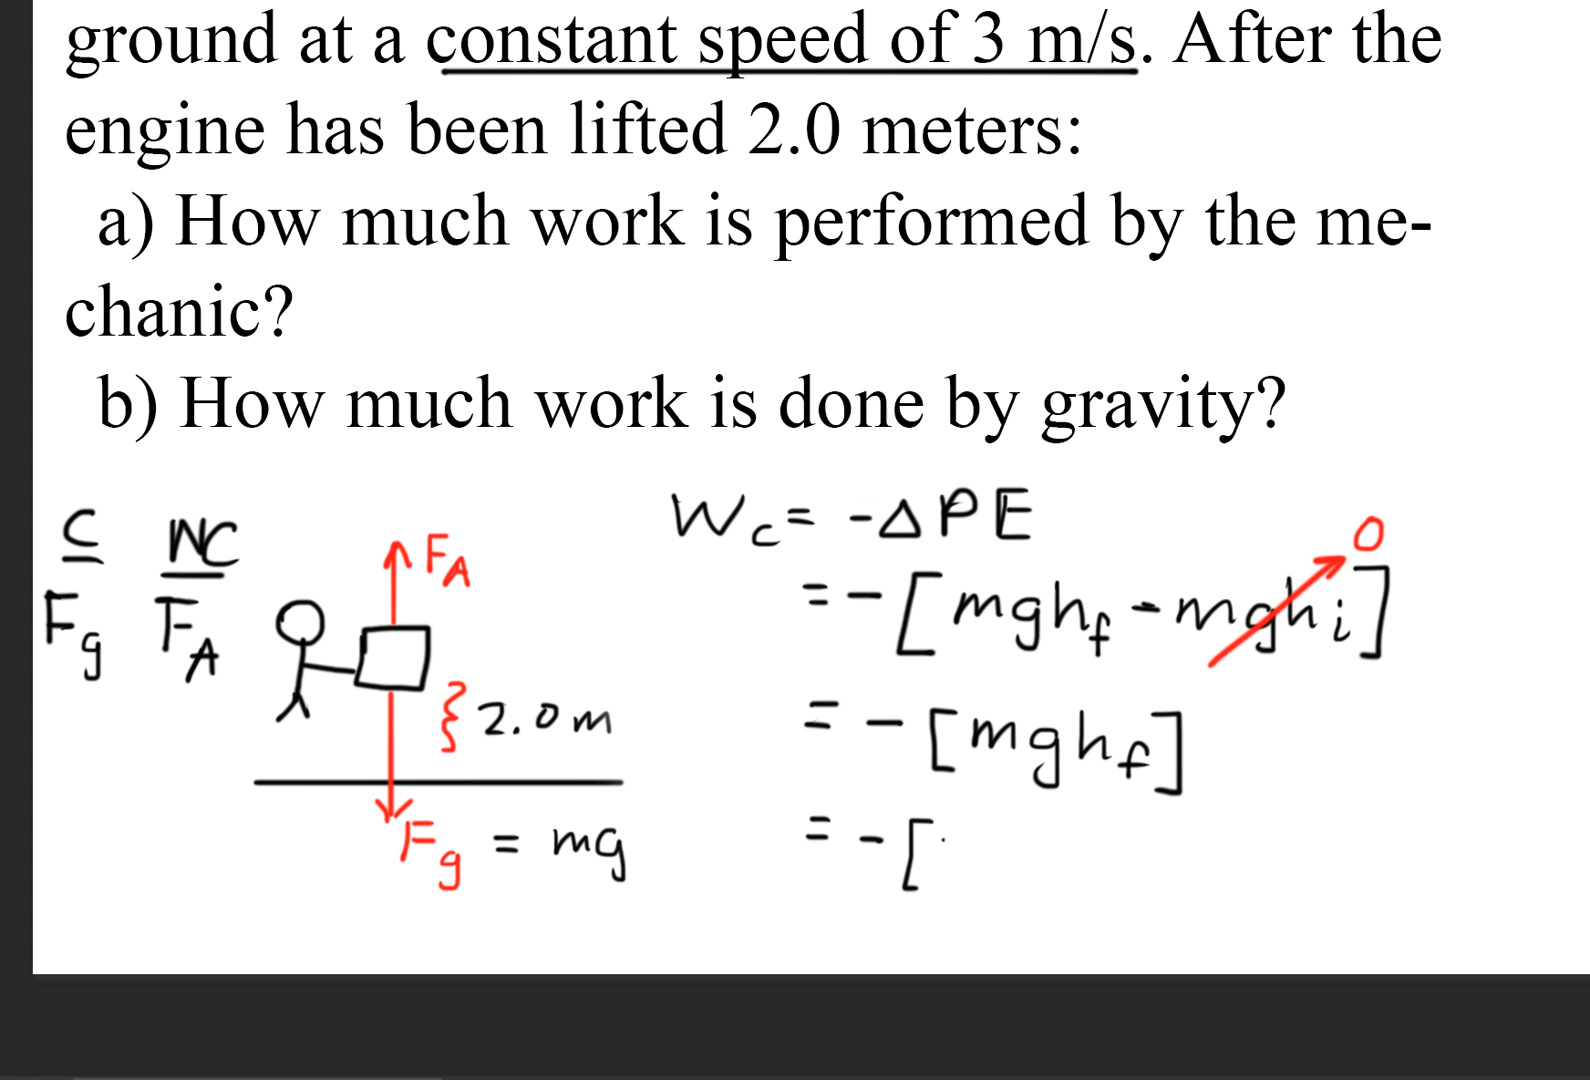 ground at a constant speed of 3 m/s. After the
engine has been lifted 2.0 meters:
a) How much work is performed by the me-
chanic?
b) How much work is done by gravity?
C NC
Fg FA
FA
2.0 m
Fg = mg
Wc = -ΔPE
= -[mghf - mghi] 0
= -[mghf]
= -[